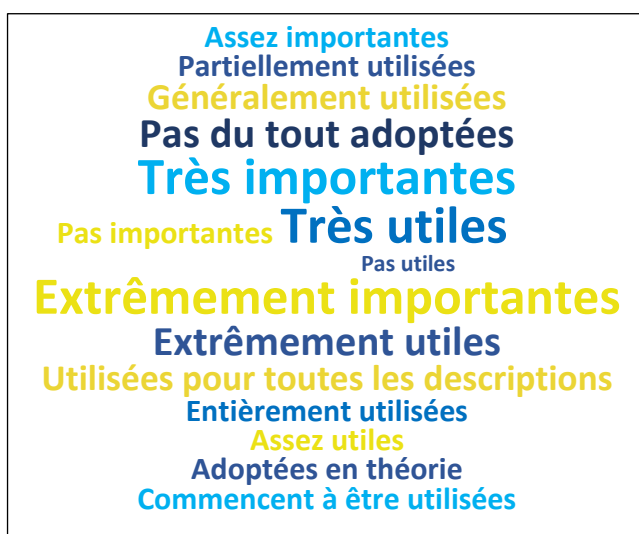 Assez importantes
Partiellement utilisées
Généralement utilisées
Pas du tout adoptées
Très importantes
Pas importantes Très utiles
Pas utiles
Extrêmement importantes
Extrêmement utiles
Utilisées pour toutes les descriptions
Entièrement utilisées
Assez utiles
Adoptées en théorie
Commencent à être utilisées